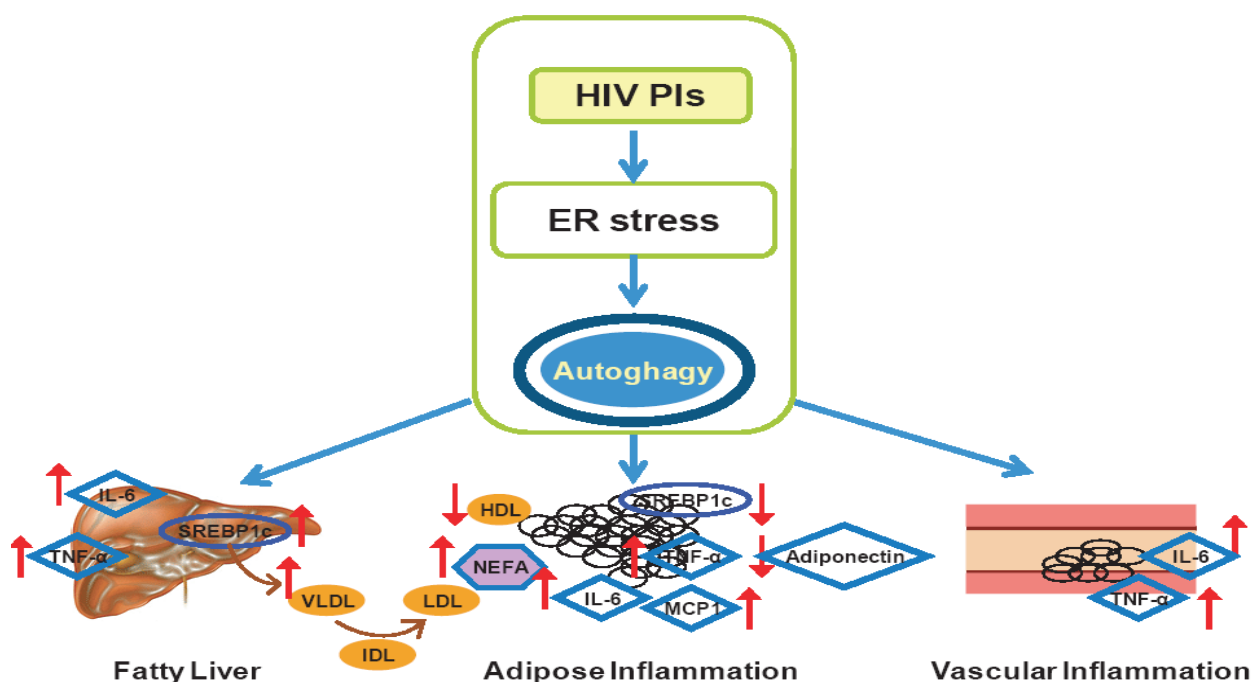 HIV PIs
ER stress
Autoghagy
IL-6
SREBP1c
TNF-α
VLDL
IDL
LDL
HDL
NEFA
SREBP1c
TNF-α
Adiponectin
IL-6
MCP1
IL-6
TNF-α
Fatty Liver
Adipose Inflammation
Vascular Inflammation